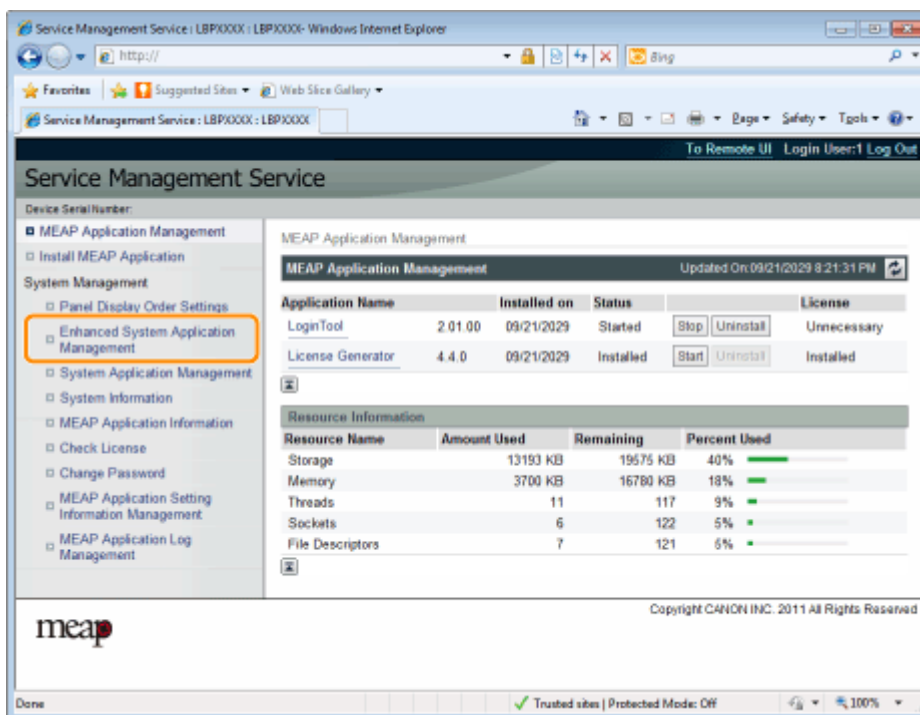 Service Management Service : LBPXXXX : LBPXXXX- Windows Internet Explorer
http://
Bing
Favorites Suggested Sites Web Slice Gallery
Service Management Service : LBPXXXX : LBPXXXX
Page Safety Tools
To Remote UI Login User:1 Log Out
Service Management Service
Device Serial Number:
MEAP Application Management
Install MEAP Application
System Management
Panel Display Order Settings
Enhanced System Application
Management
System Application Management
System Information
MEAP Application Information
Check License
Change Password
MEAP Application Setting
Information Management
MEAP Application Log
Management
MEAP Application Management
MEAP Application Management Updated On:09/21/2029 8:21:31 PM
Application Name Installed on Status License
LoginTool 2.01.00 09/21/2029 Started Stop Uninstall Unnecessary
License Generator 4.4.0 09/21/2029 Installed Start Uninstall Installed
Resource Information
Resource Name Amount Used Remaining Percent Used
Storage 13193 KB 19575 KB 40%
Memory 3700 KB 16780 KB 18%
Threads 11 117 9%
Sockets 6 122 5%
File Descriptors 7 121 6%
Copyright CANON INC. 2011 All Rights Reserved
meap
Done Trusted sites | Protected Mode: Off 100%